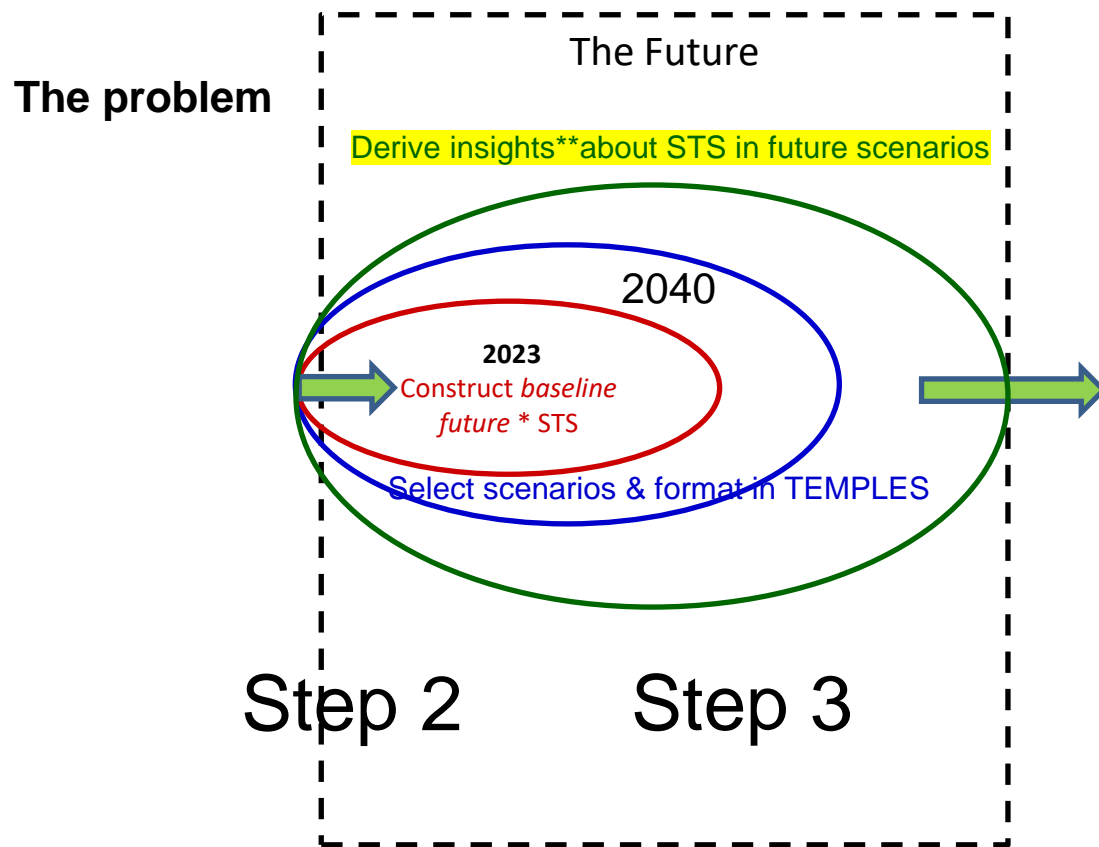 The Future
The problem
Derive insights**about STS in future scenarios
2040
2023
Construct baseline
future * STS
Select scenarios & format in TEMPLES
Step 2
Step 3